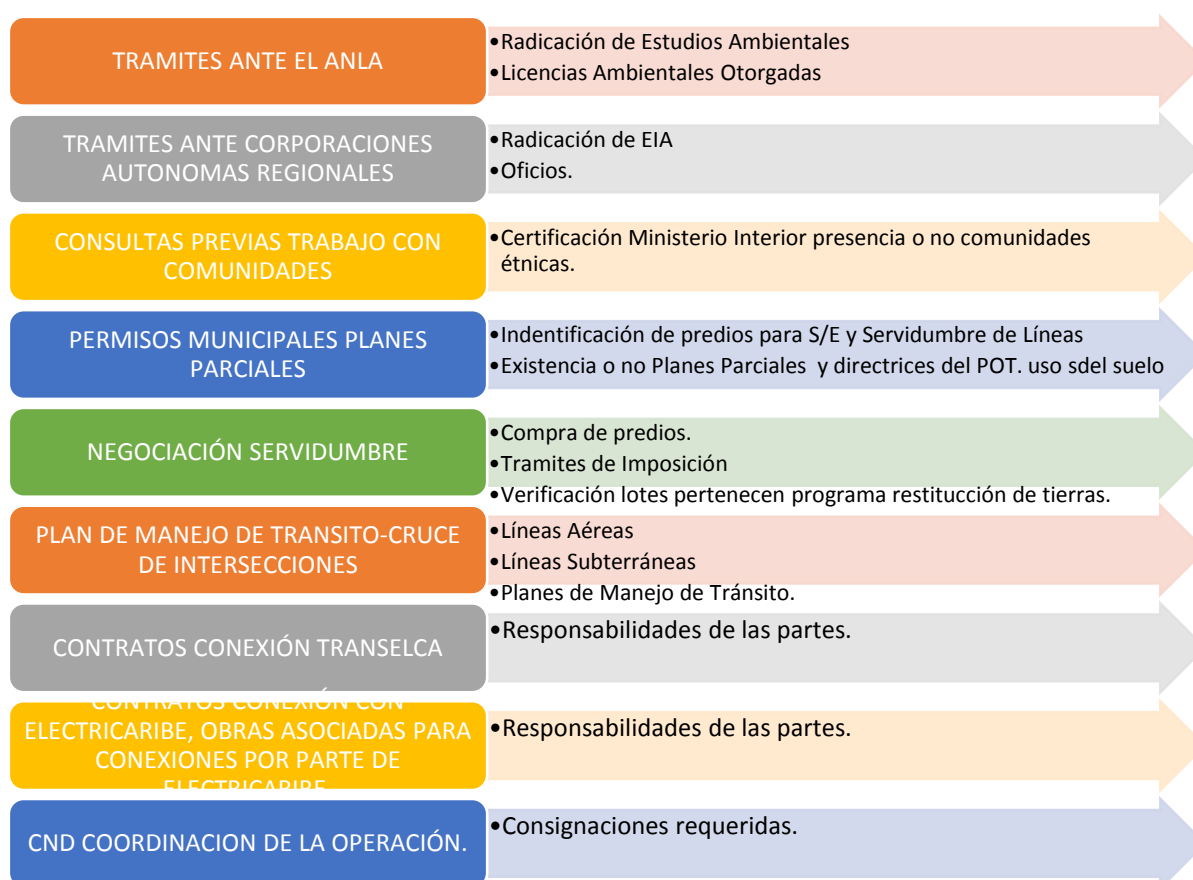 TRAMITES ANTE EL ANLA
•Radicación de Estudios Ambientales
•Licencias Ambientales Otorgadas
TRAMITES ANTE CORPORACIONES
AUTONOMAS REGIONALES
•Radicación de EIA
•Oficios.
CONSULTAS PREVIAS TRABAJO CON
COMUNIDADES
•Certificación Ministerio Interior presencia o no comunidades
étnicas.
PERMISOS MUNICIPALES PLANES
PARCIALES
•Indentificación de predios para S/E y Servidumbre de Líneas
•Existencia o no Planes Parciales y directrices del POT. uso sdel suelo
NEGOCIACIÓN SERVIDUMBRE
•Compra de predios.
•Tramites de Imposición
•Verificación lotes pertenecen programa restitucción de tierras.
PLAN DE MANEJO DE TRANSITO-CRUCE
DE INTERSECCIONES
•Líneas Aéreas
•Líneas Subterráneas
•Planes de Manejo de Tránsito.
CONTRATOS CONEXIÓN TRANSELCA
•Responsabilidades de las partes.
CONTRATOS CONEXIÓN CON
ELECTRICARIBE, OBRAS ASOCIADAS PARA
CONEXIONES POR PARTE DE
ELECTRICARIBE
•Responsabilidades de las partes.
CND COORDINACION DE LA OPERACIÓN.
•Consignaciones requeridas.